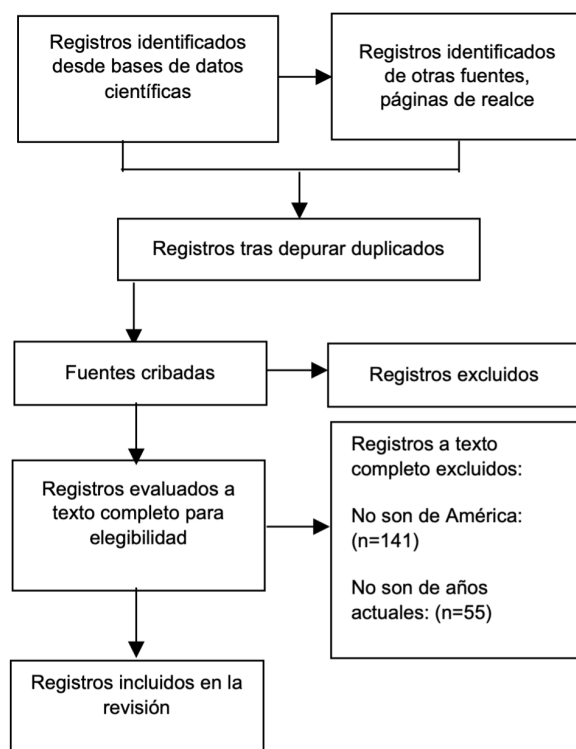 Registros identificados
desde bases de datos
científicas
Registros identificados
de otras fuentes,
páginas de realce
Registros tras depurar duplicados
Fuentes cribadas
Registros excluidos
Registros evaluados a
texto completo para
elegibilidad
Registros a texto
completo excluidos:
No son de América:
(n=141)
No son de años
actuales: (n=55)
Registros incluidos en la
revisión